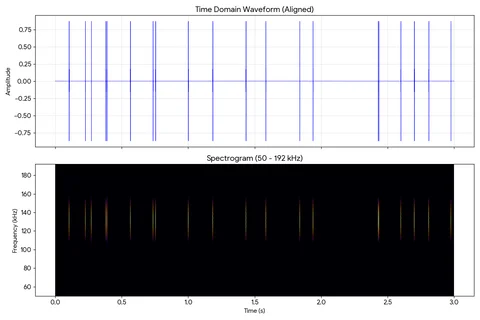 Time Domain Waveform (Aligned)
Amplitude
0.75
0.50
0.25
0.00
−0.25
−0.50
−0.75
Spectrogram (50 - 192 kHz)
Frequency (kHz)
180
160
140
120
100
80
60
0.0 0.5 1.0 1.5 2.0 2.5 3.0
Time (s)